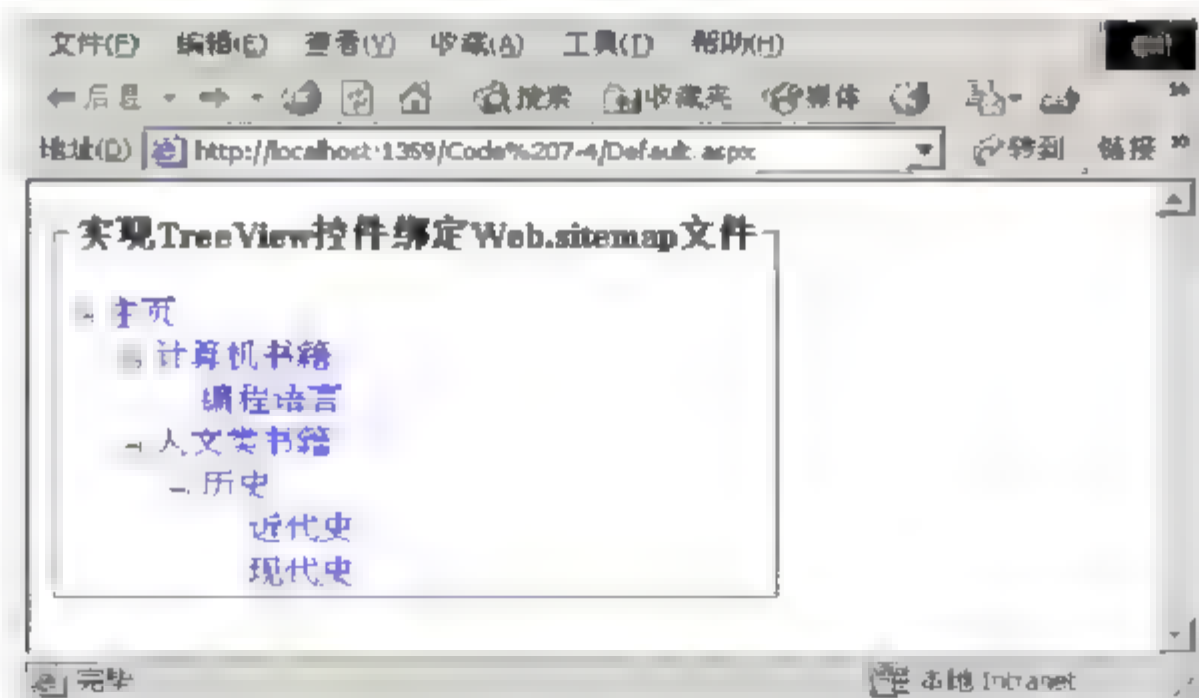 文件(F) 编辑(E) 查看(V) 收藏(A) 工具(T) 帮助(H)
后退 搜索 收藏夹 媒体
地址(D) http://localhost:1359/Code%207-4/Default.aspx 转到 链接
实现TreeView控件绑定Web.sitemap文件
主页
计算机书籍
编程语言
人文类书籍
历史
近代史
现代史
完毕 本地 Intranet